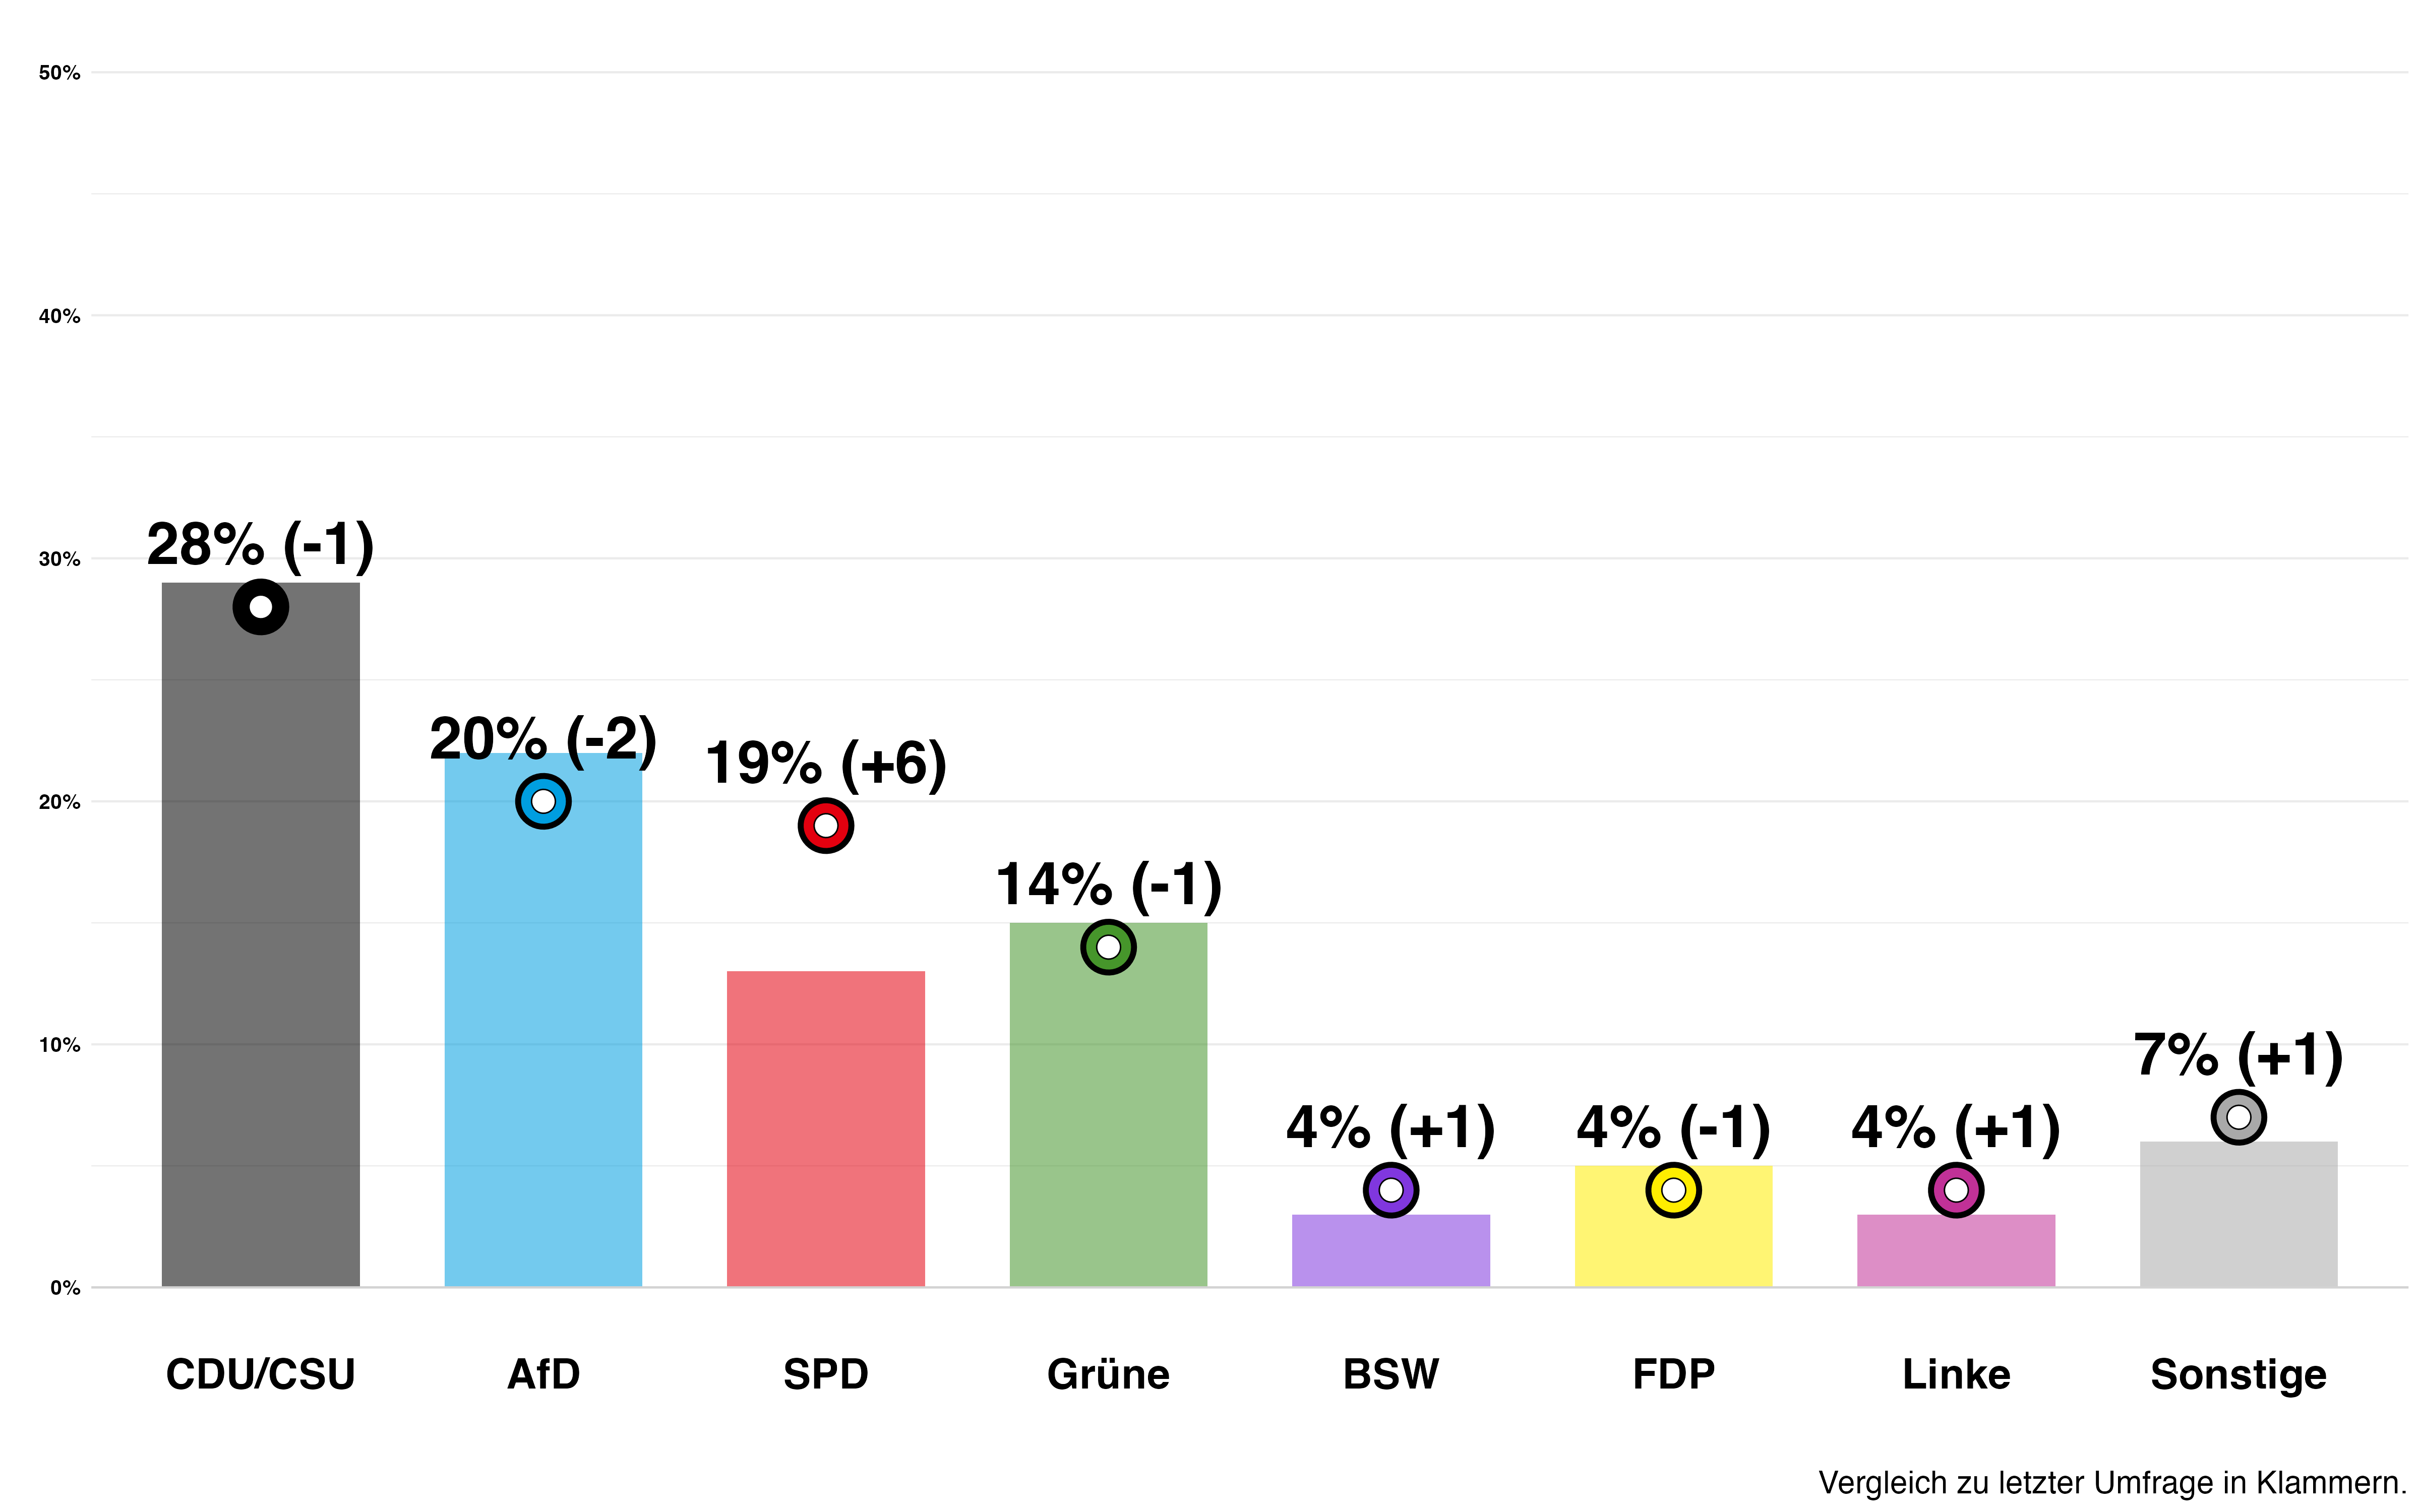 50%
40%
30%
20%
10%
0%
28% (-1)
20% (-2)
19% (+6)
14% (-1)
4% (+1)
4% (-1)
4% (+1)
7% (+1)
CDU/CSU
AfD
SPD
Grüne
BSW
FDP
Linke
Sonstige
Vergleich zu letzter Umfrage in Klammern.